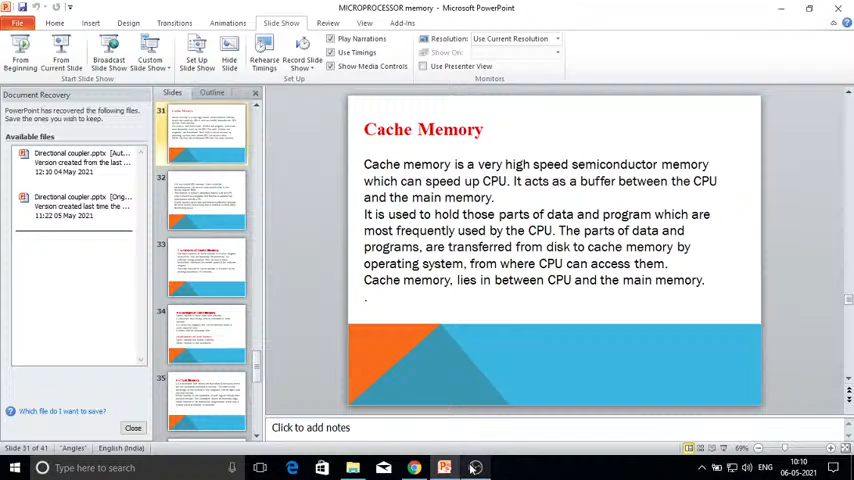 MICROPROCESSOR memory - Microsoft PowerPoint
File
Home
Insert
Design
Transitions
Animations
Slide Show
Review
View
Add-Ins
From Beginning
From Current Slide
Broadcast Slide Show
Custom Slide Show
Start Slide Show
Set Up Slide Show
Hide Slide
Rehearse Timings
Record Slide Show
Play Narrations
Use Timings
Show Media Controls
Set Up
Resolution: Use Current Resolution
Show On:
Use Presenter View
Monitors
Document Recovery
PowerPoint has recovered the following files. Save the ones you wish to keep.
Available files
Directional coupler.pptx [Aut...
Version created from the last ...
12:10 04 May 2021
Directional coupler.pptx [Orig...
Version created last time the ...
11:22 05 May 2021
Which file do I want to save?
Close
Slides
Outline
31
Cache Memory
32
33
34
35
Cache Memory
Cache memory is a very high speed semiconductor memory
which can speed up CPU. It acts as a buffer between the CPU
and the main memory.
It is used to hold those parts of data and program which are
most frequently used by the CPU. The parts of data and
programs, are transferred from disk to cache memory by
operating system, from where CPU can access them.
Cache memory, lies in between CPU and the main memory.
.
Click to add notes
Slide 31 of 41
"Angles"
English (India)
69%
Type here to search
ENG
10:10
06-05-2021